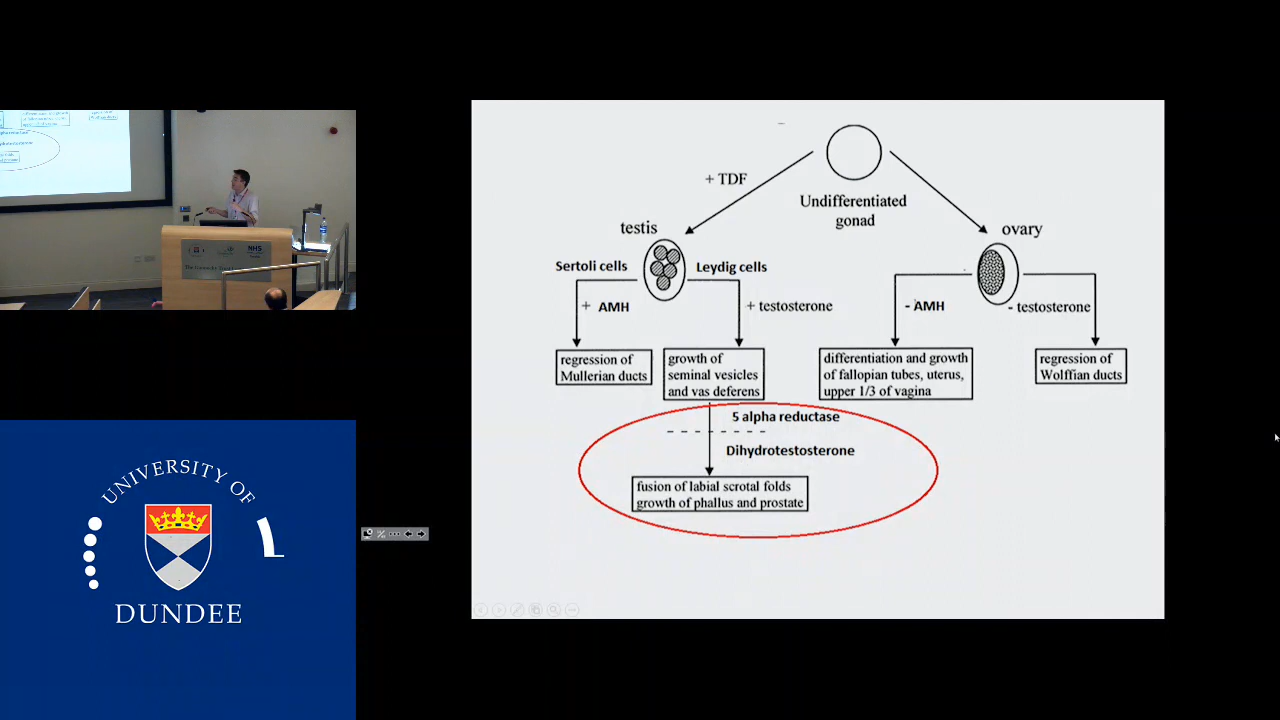 + TDF
Undifferentiated
gonad
testis
ovary
Sertoli cells
Leydig cells
+ AMH
+ testosterone
- AMH
- testosterone
regression of
Mullerian ducts
growth of
seminal vesicles
and vas deferens
differentiation and growth
of fallopian tubes, uterus,
upper 1/3 of vagina
regression of
Wolffian ducts
5 alpha reductase
Dihydrotestosterone
fusion of labial scrotal folds
growth of phallus and prostate
NHS
UNIVERSITY OF
DUNDEE